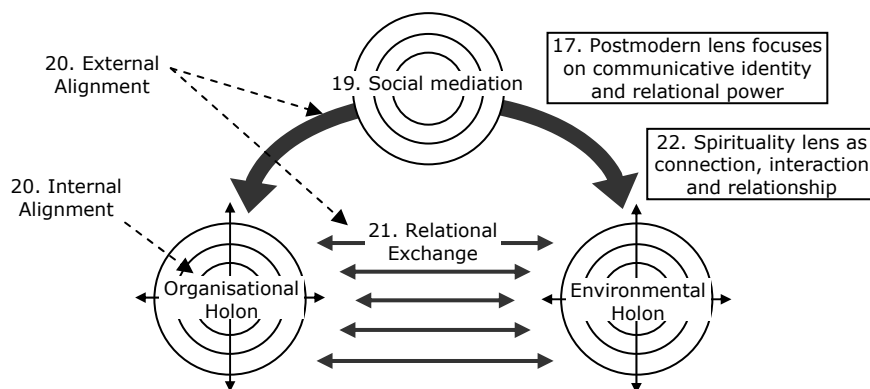 20. External
Alignment
19. Social mediation
17. Postmodern lens focuses
on communicative identity
and relational power
22. Spirituality lens as
connection, interaction
and relationship
20. Internal
Alignment
21. Relational
Exchange
Organisational
Holon
Environmental
Holon